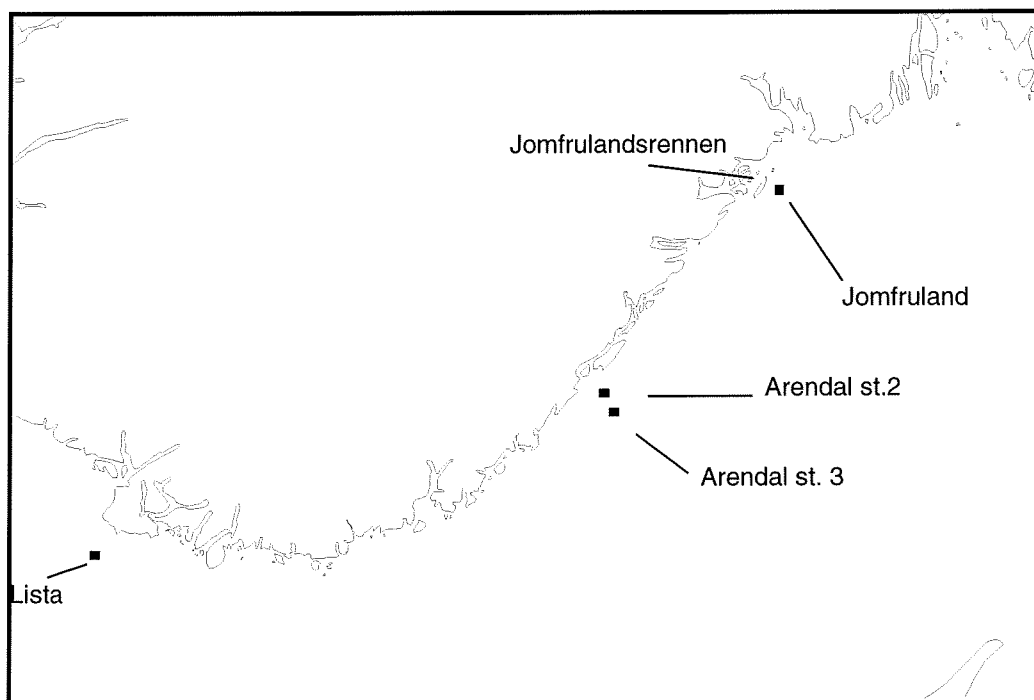 Jomfrulandsrennen
Jomfruland
Arendal st.2
Arendal st. 3
Lista